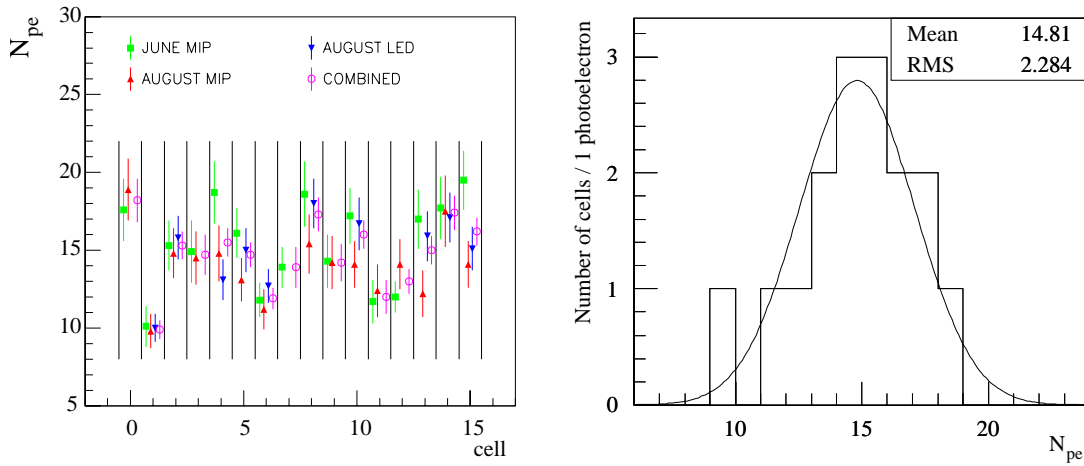 N_pe
30
25
20
15
10
5
JUNE MIP
AUGUST LED
AUGUST MIP
COMBINED
0 5 10 15
cell
Number of cells / 1 photoelectron
3
2
1
0
Mean 14.81
RMS 2.284
10 15 20
N_pe